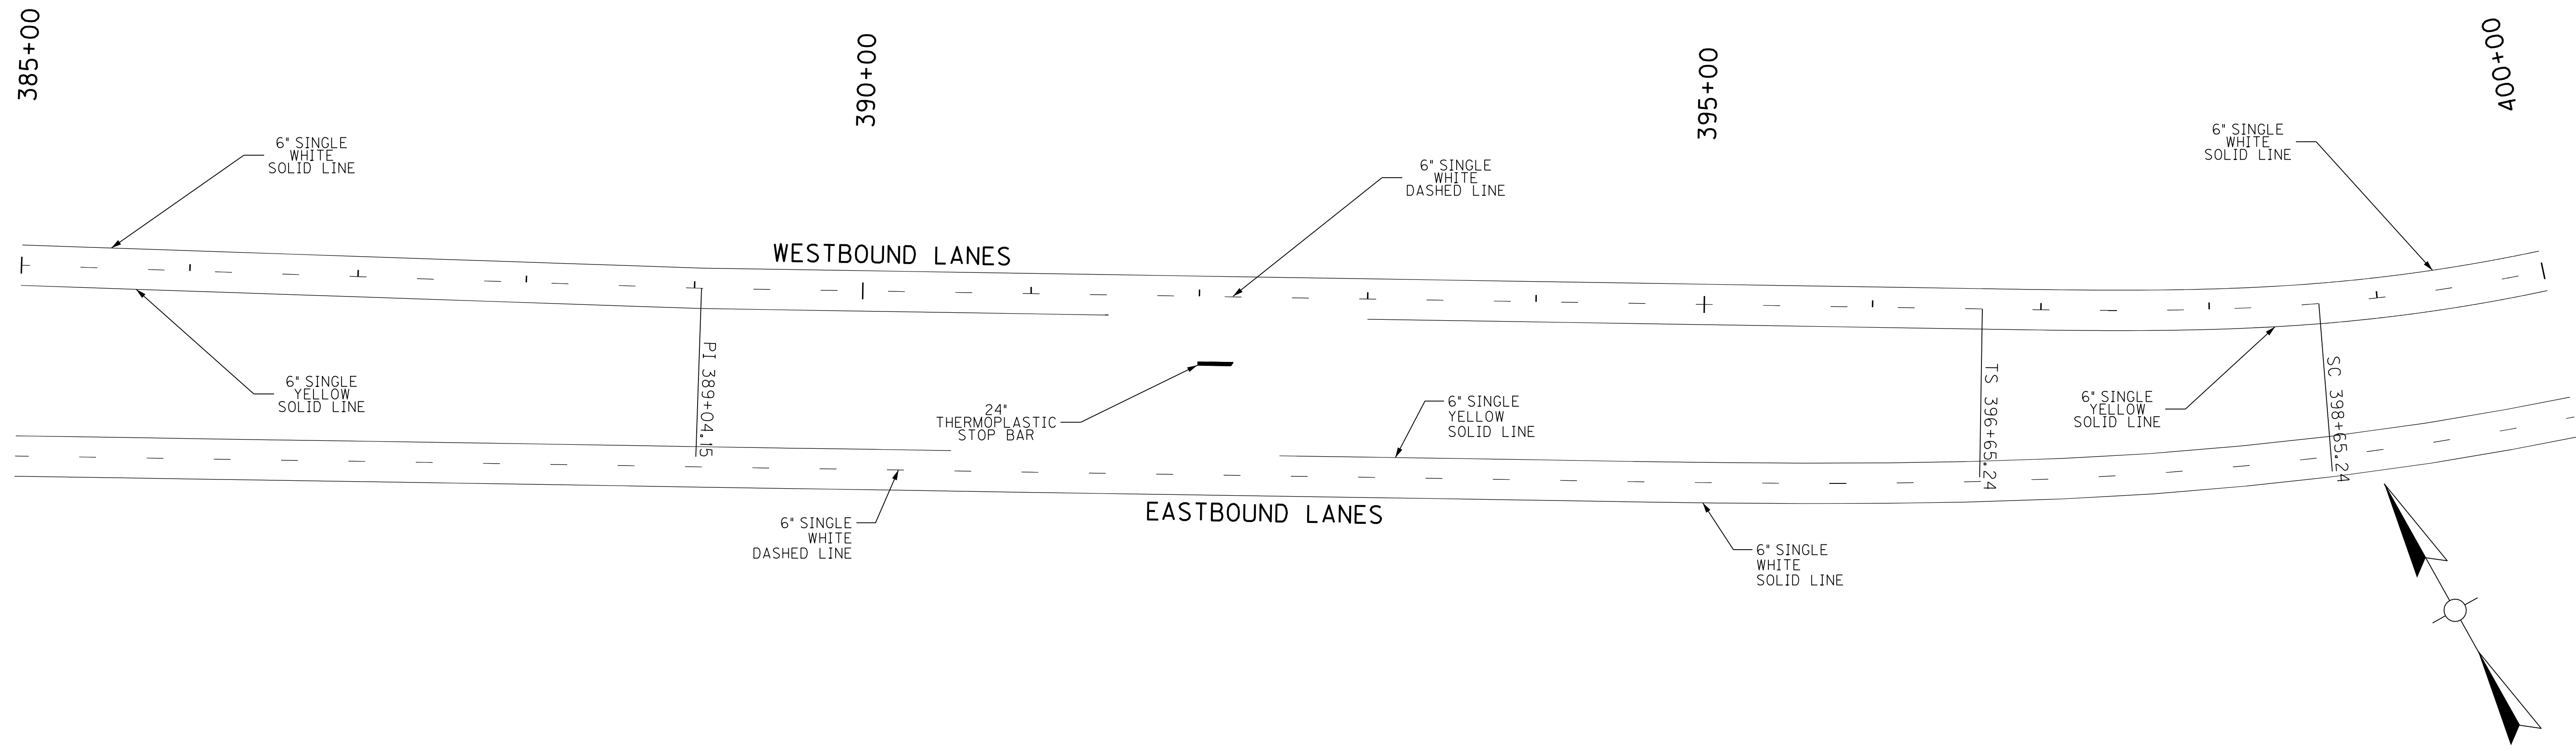 385+00
390+00
395+00
400+00
6" SINGLE
WHITE
SOLID LINE
6" SINGLE
WHITE
DASHED LINE
6" SINGLE
WHITE
SOLID LINE
WESTBOUND LANES
PI 389+04.15
TS 396+65.24
SC 398+65.24
6" SINGLE
YELLOW
SOLID LINE
24"
THERMOPLASTIC
STOP BAR
6" SINGLE
YELLOW
SOLID LINE
6" SINGLE
YELLOW
SOLID LINE
EASTBOUND LANES
6" SINGLE
WHITE
DASHED LINE
6" SINGLE
WHITE
SOLID LINE